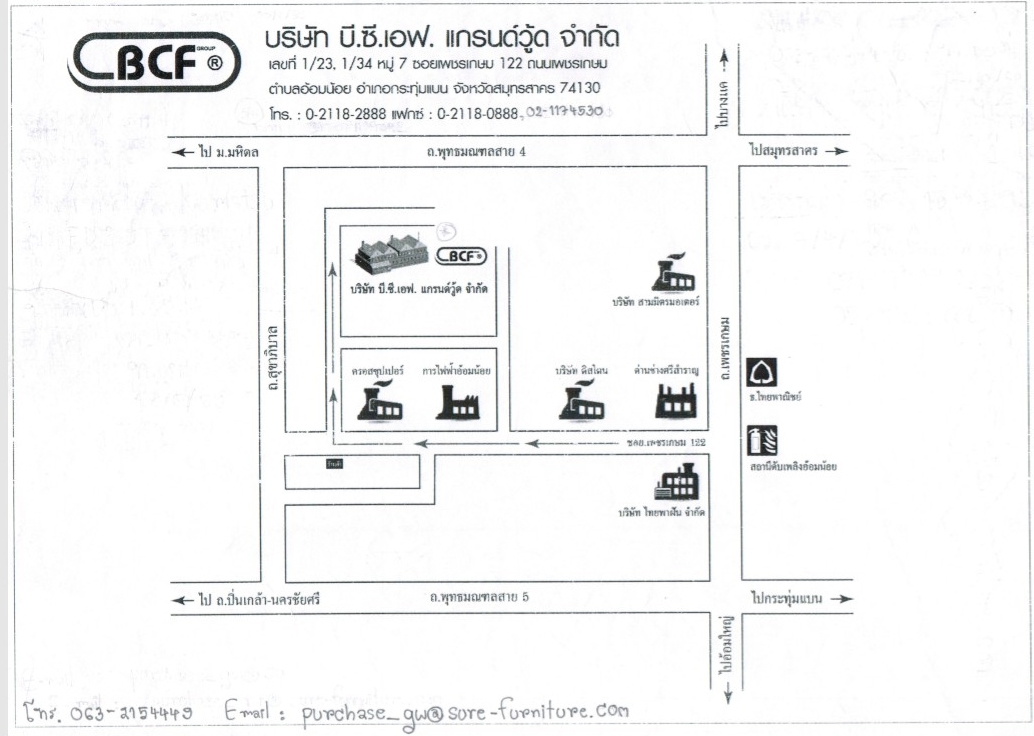 BCF GROUP ®
บริษัท บี.ซี.เอฟ. แกรนด์วู้ด จำกัด
เลขที่ 1/23, 1/34 หมู่ 7 ซอยเพชรเกษม 122 ถนนเพชรเกษม
ตำบลอ้อมน้อย อำเภอกระทุ่มแบน จังหวัดสมุทรสาคร 74130
โทร. : 0-2118-2888 แฟกซ์ : 0-2118-0888, 02-1174530
ไปบางแค
ไป ม.มหิดล
ถ.พุทธมณฑลสาย 4
ไปสมุทรสาคร
BCF ®
บริษัท บี.ซี.เอฟ. แกรนด์วู้ด จำกัด
บริษัท สามมิตรมอเตอร์
ถ.สุขาภิบาล
ถ.เพชรเกษม
ครอสซุปเปอร์
การไฟฟ้าอ้อมน้อย
บริษัท ดิสไฉน
ด่านช่างศรีสำราญ
ธ.ไทยพาณิชย์
ซอย.เพชรเกษม 122
สถานีดับเพลิงอ้อมน้อย
บริษัท ไทยพาฝัน จำกัด
ไป ถ.ปิ่นเกล้า-นครชัยศรี
ถ.พุทธมณฑลสาย 5
ไปกระทุ่มแบน
ไปอ้อมใหญ่
โทร. 063-2154449 Email : purchase_gw@sure-furniture.com